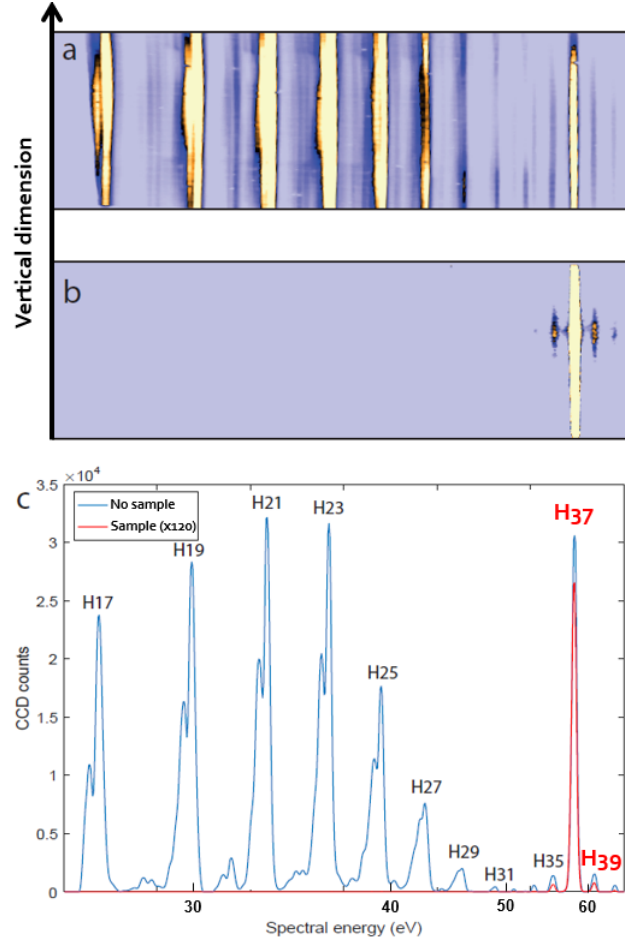 Vertical dimension
a
b
c
×10⁴
3.5
3
2.5
2
1.5
1
0.5
0
CCD counts
No sample
Sample (x120)
H17
H19
H21
H23
H25
H27
H29
H31
H35
H37
H39
30
40
50
60
Spectral energy (eV)